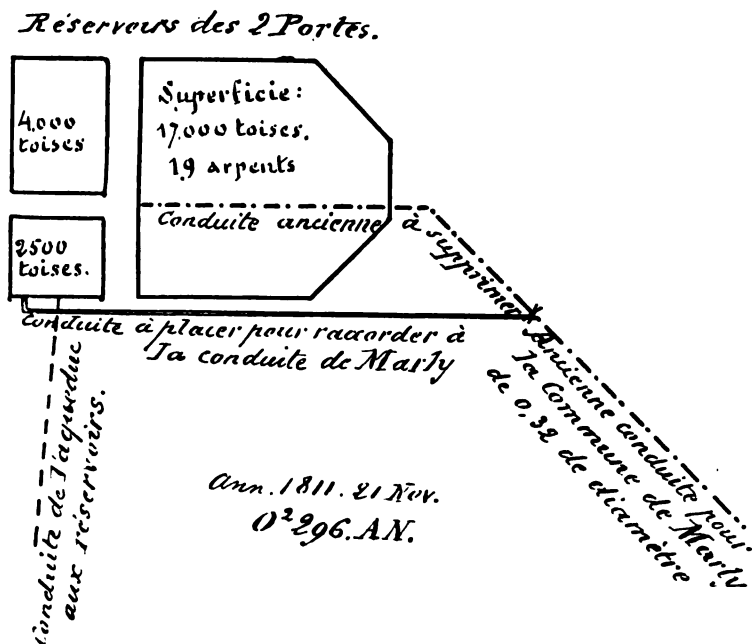 Réservoirs des 2 Portes.
4.000
toises
Superficie:
17.000 toises.
19 arpents
2500
toises.
Conduite ancienne à supprimer
Conduite à placer pour raccorder à
la conduite de Marly
Ancienne conduite pour
la Commune de Marly
de 0,32 de diamètre
Conduite de l'aqueduc
aux réservoirs.
Ann. 1811. 21 Nov.
O² 296. AN.